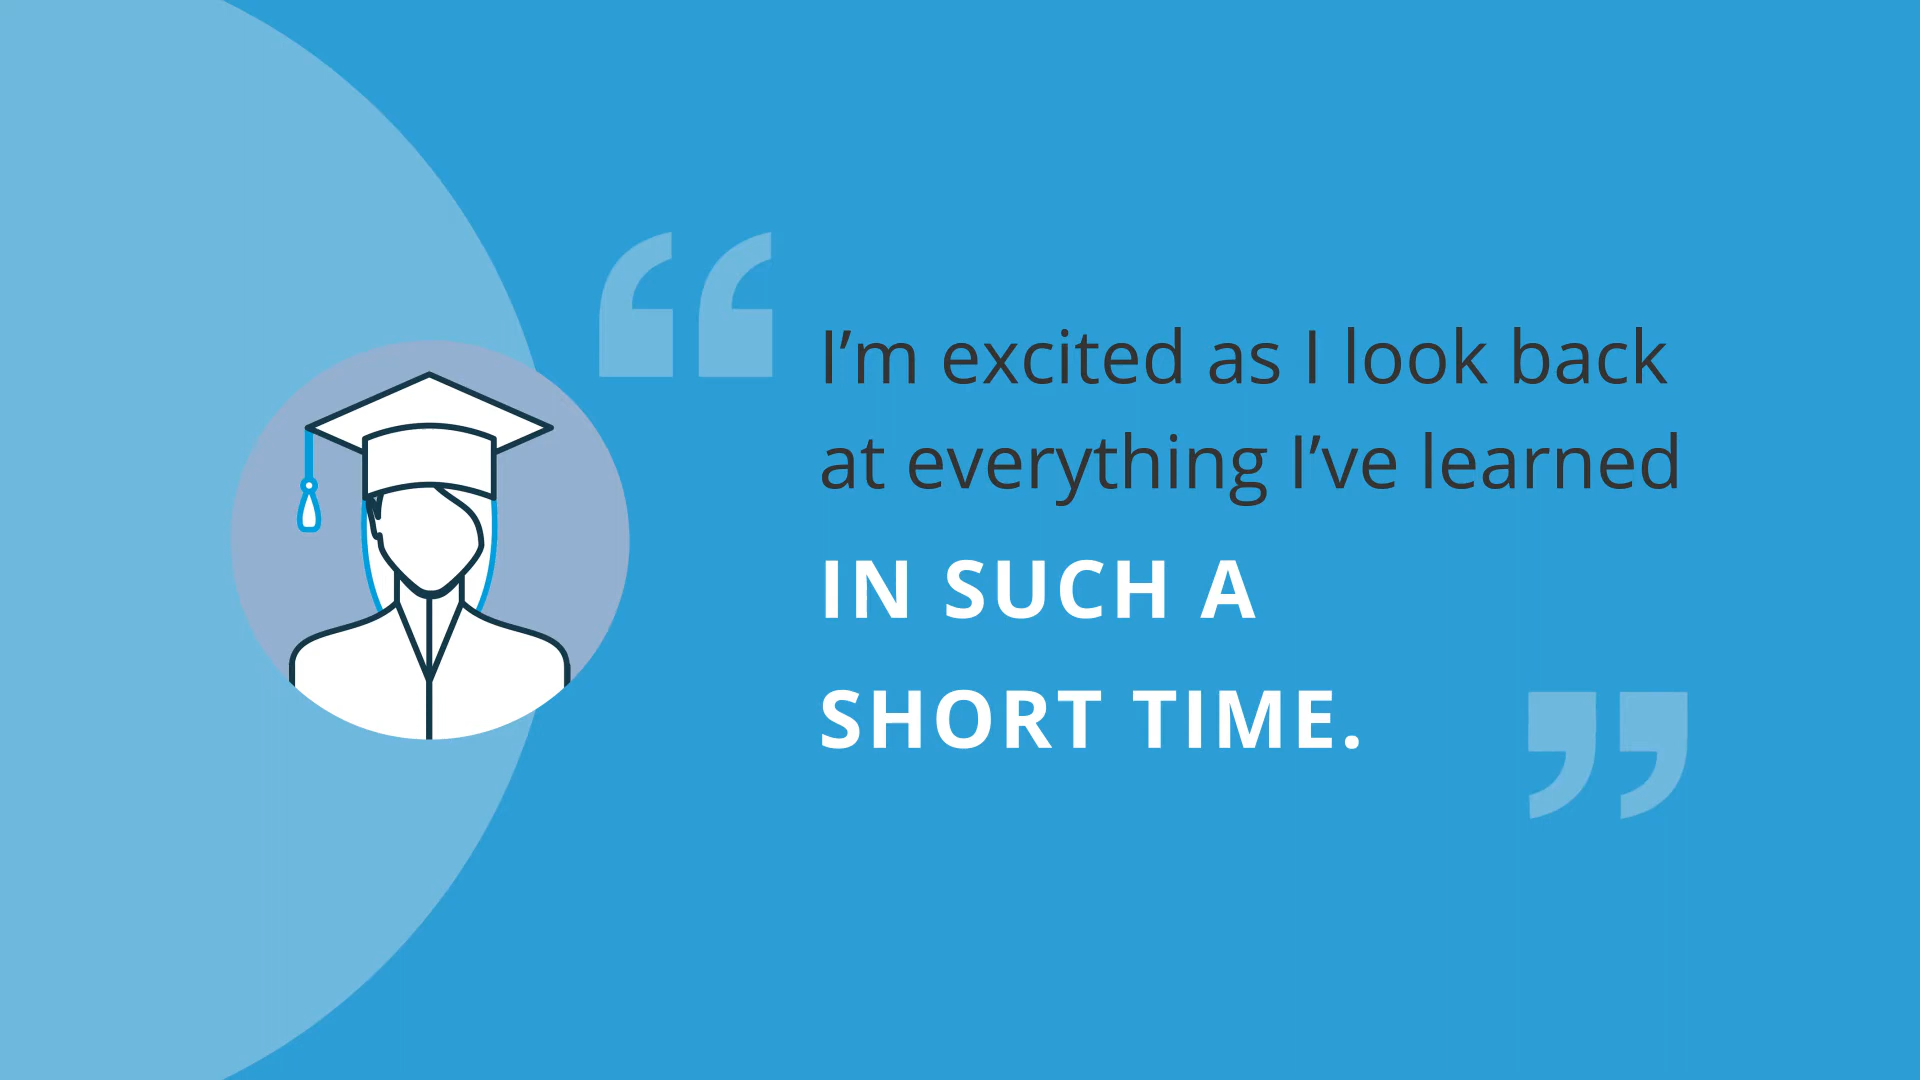 “
I’m excited as I look back
at everything I’ve learned
IN SUCH A
SHORT TIME.
”